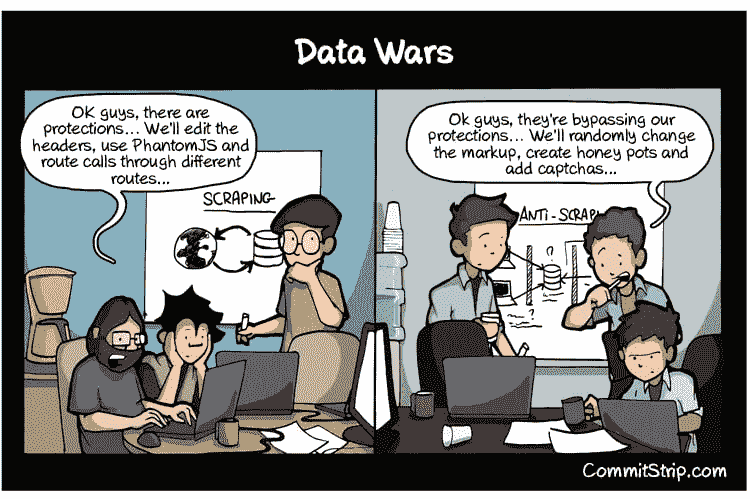 Data Wars
OK guys, there are
protections... We'll edit the
headers, use PhantomJS and
route calls through different
routes...
SCRAPING
Ok guys, they're bypassing our
protections... We'll randomly change
the markup, create honey pots and
add captchas...
ANTI-SCRAP
?
?
CommitStrip.com